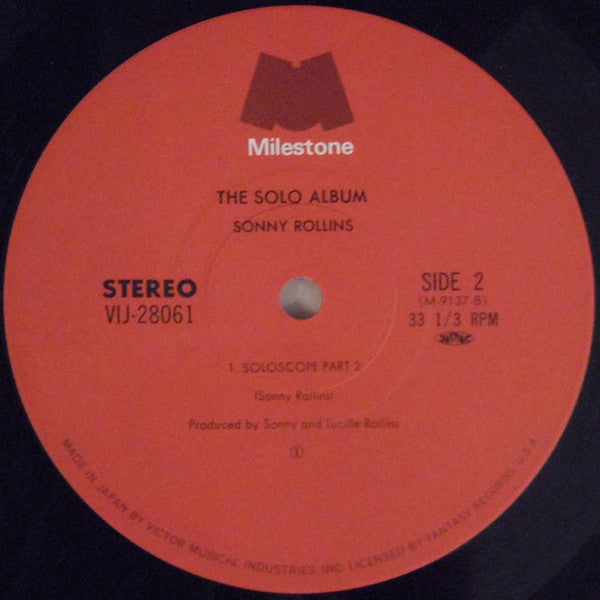 Milestone
THE SOLO ALBUM
SONNY ROLLINS
STEREO
VIJ-28061
SIDE 2
(M-9137-B)
33 1/3 RPM
1. SOLOSCOPE PART 2
(Sonny Rollins)
Produced by Sonny and Lucille Rollins
MADE IN JAPAN BY VICTOR MUSICAL INDUSTRIES, INC. LICENSED BY FANTASY RECORDS, U.S.A.